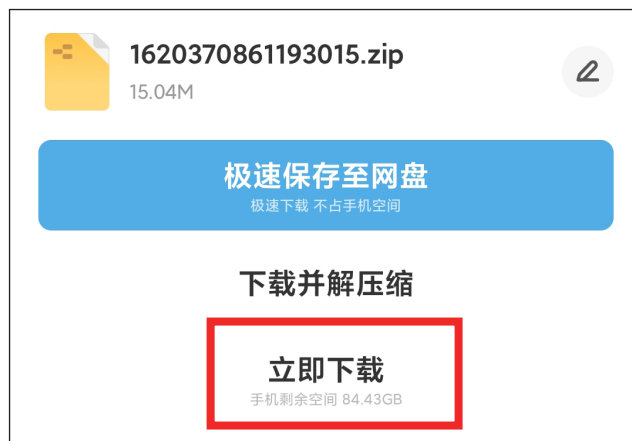 1620370861193015.zip
15.04M
极速保存至网盘
极速下载 不占手机空间
下载并解压缩
立即下载
手机剩余空间 84.43GB